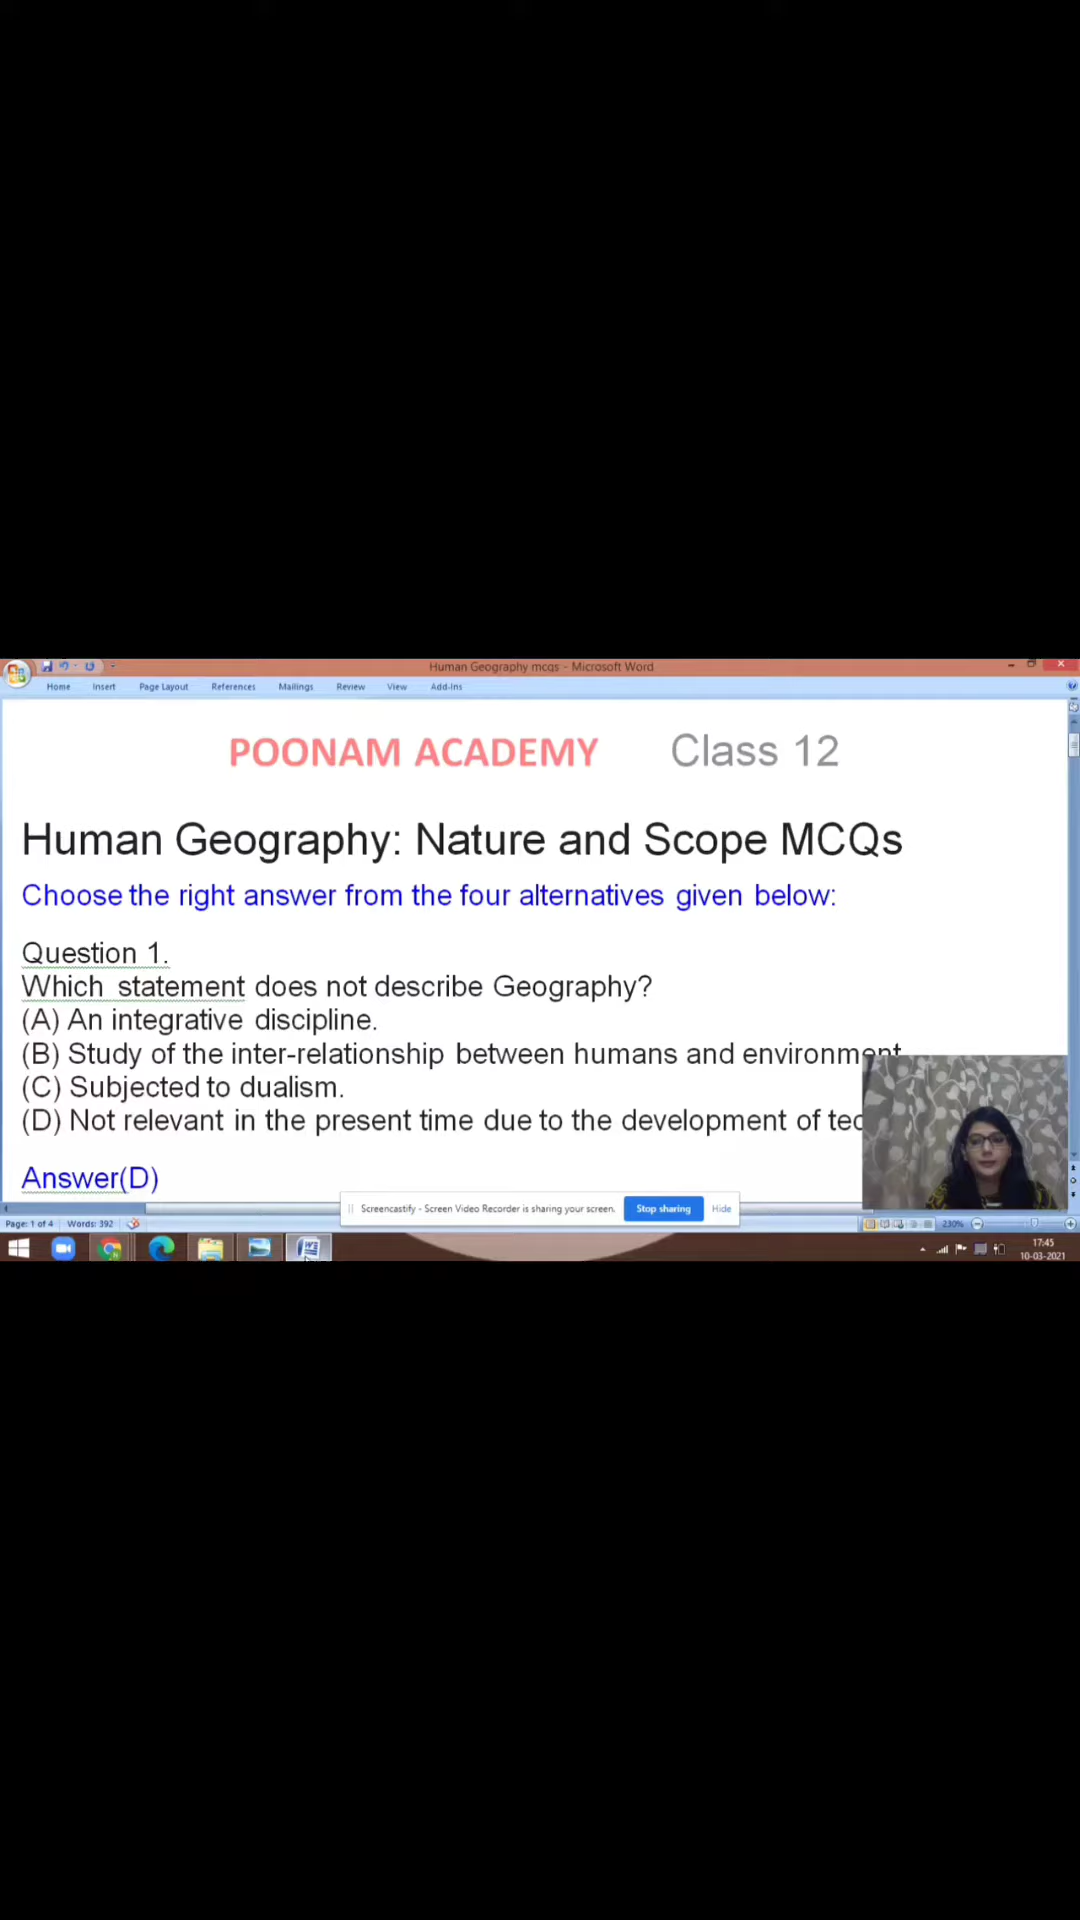 Human Geography mcqs - Microsoft Word
Home Insert Page Layout References Mailings Review View Add-Ins
POONAM ACADEMY Class 12
Human Geography: Nature and Scope MCQs
Choose the right answer from the four alternatives given below:
Question 1.
Which statement does not describe Geography?
(A) An integrative discipline.
(B) Study of the inter-relationship between humans and environment
(C) Subjected to dualism.
(D) Not relevant in the present time due to the development of
Answer(D)
Screencastify - Screen Video Recorder is sharing your screen. Stop sharing Hide
Page: 1 of 4 Words: 392 230%
17:45
10-03-2021